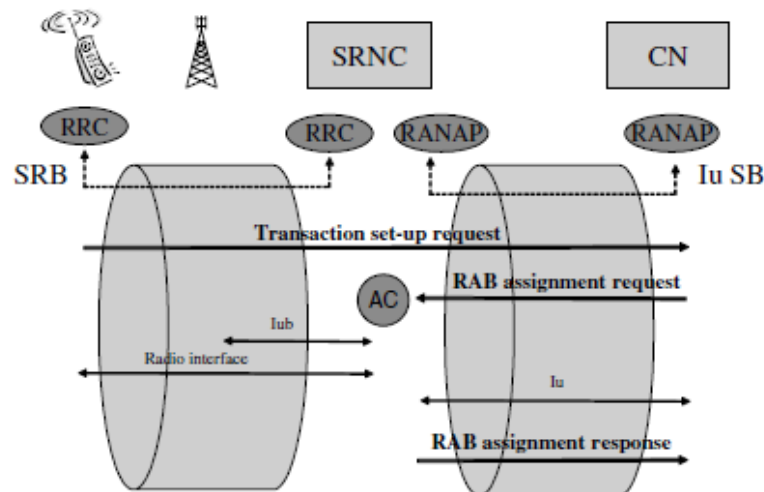 SRNC
CN
RRC
RRC
RANAP
RANAP
SRB
Iu SB
Transaction set-up request
RAB assignment request
AC
Iub
Radio interface
Iu
RAB assignment response